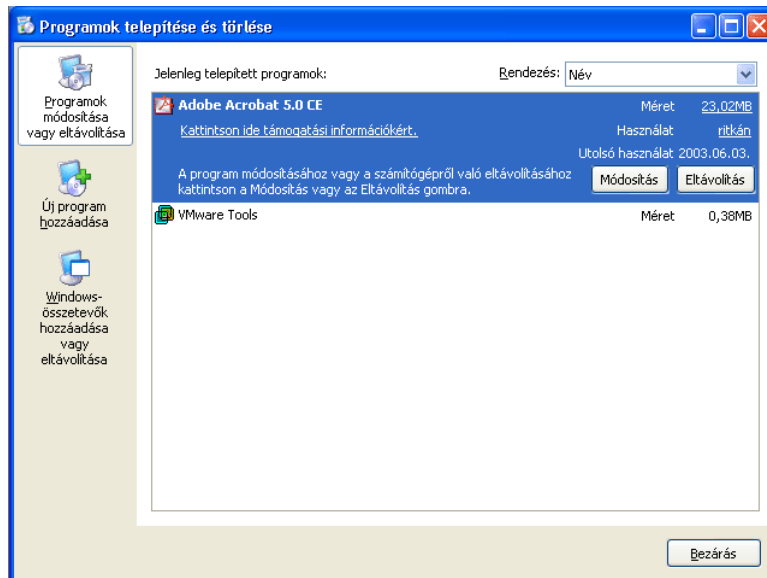 Programok telepítése és törlése
Programok
módosítása
vagy eltávolítása
Új program
hozzáadása
Windows-
összetevők
hozzáadása
vagy
eltávolítása
Jelenleg telepített programok:
Rendezés: Név
Adobe Acrobat 5.0 CE
Méret 23,02MB
Kattintson ide támogatási információkért.
Használat ritkán
Utolsó használat 2003.06.03.
A program módosításához vagy a számítógépről való eltávolításához
kattintson a Módosítás vagy az Eltávolítás gombra.
Módosítás
Eltávolítás
VMware Tools
Méret 0,38MB
Bezárás